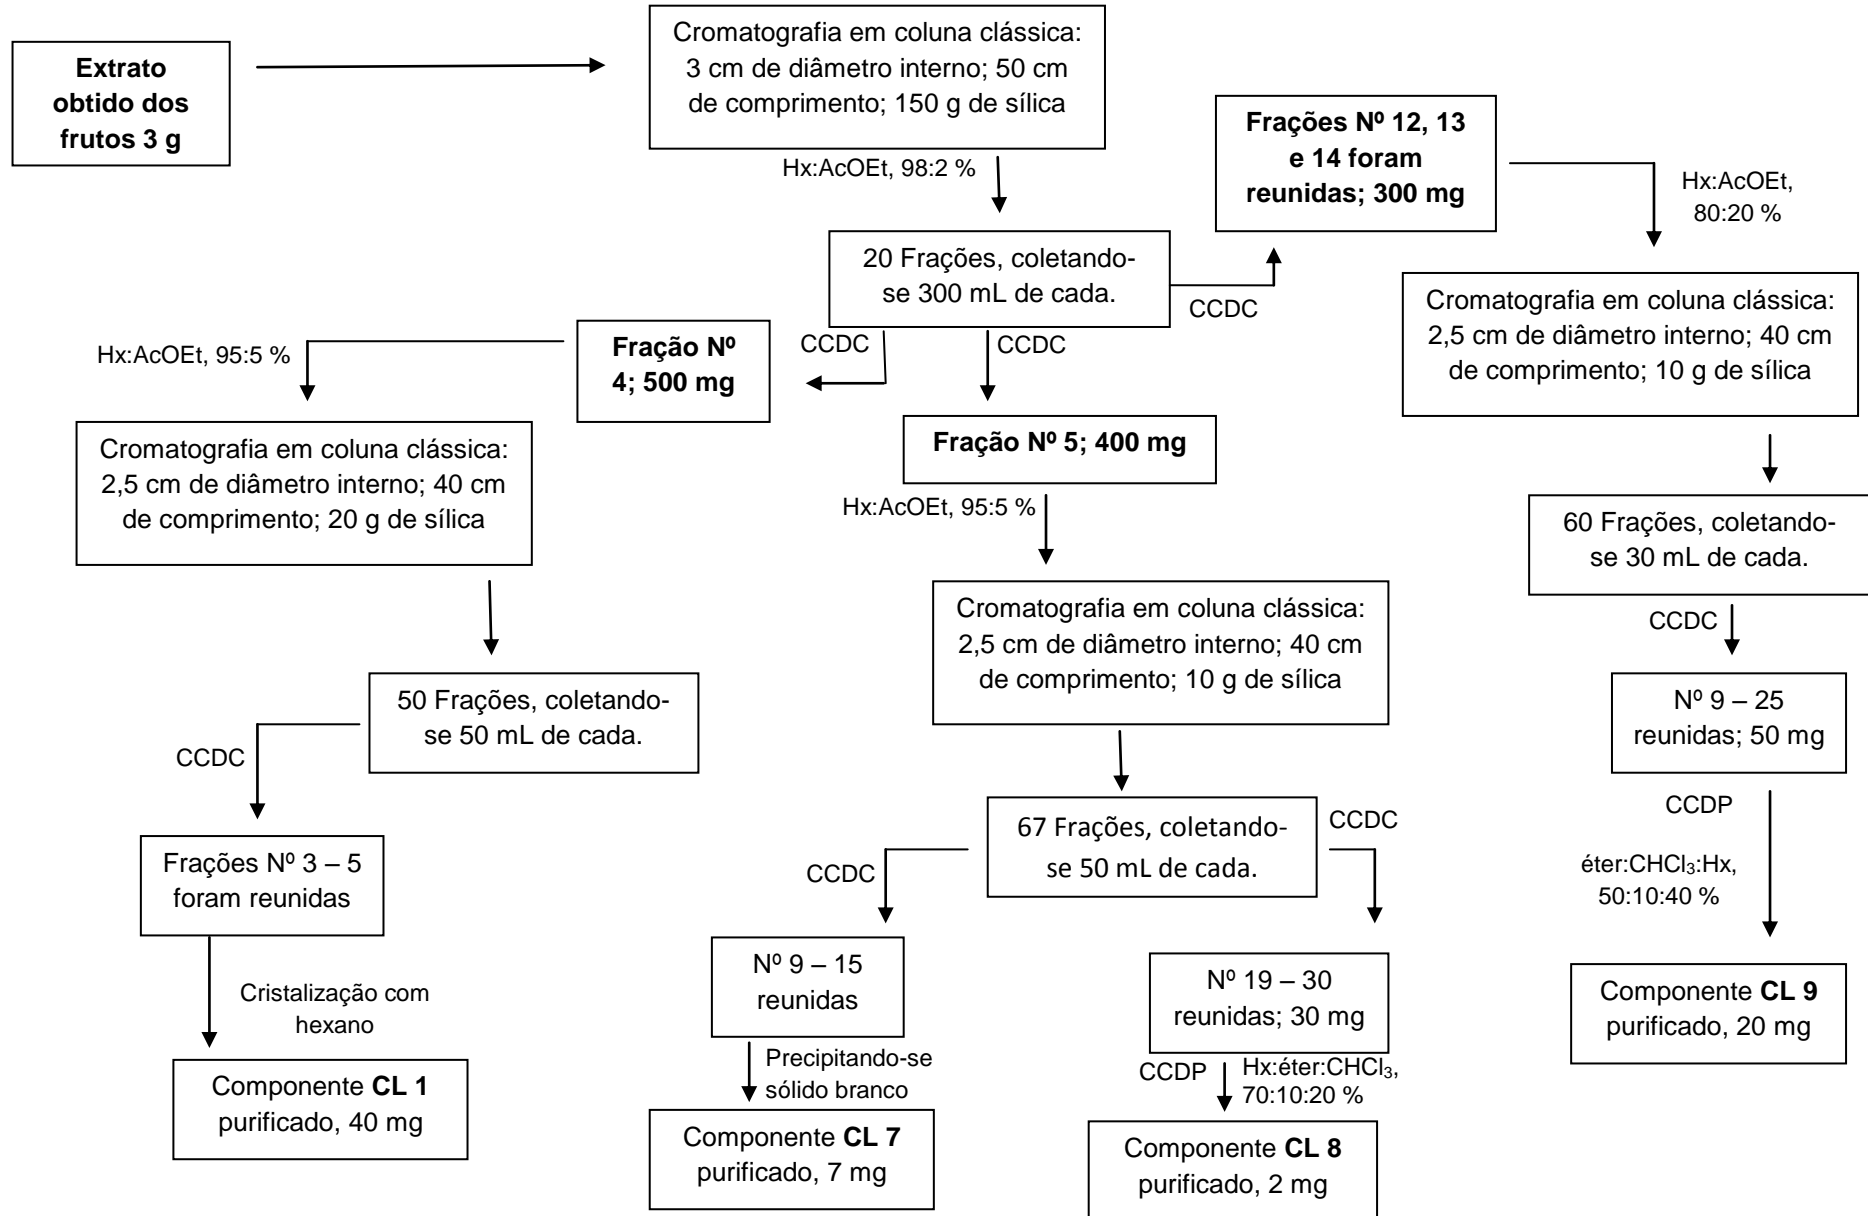 Extrato
obtido dos
frutos 3 g
Cromatografia em coluna clássica:
3 cm de diâmetro interno; 50 cm
de comprimento; 150 g de sílica
Hx:AcOEt, 98:2 %
20 Frações, coletando-
se 300 mL de cada.
CCDC
Frações Nº 12, 13
e 14 foram
reunidas; 300 mg
Hx:AcOEt,
80:20 %
Cromatografia em coluna clássica:
2,5 cm de diâmetro interno; 40 cm
de comprimento; 10 g de sílica
60 Frações, coletando-
se 30 mL de cada.
CCDC
Nº 9 – 25
reunidas; 50 mg
CCDP
éter:CHCl₃:Hx,
50:10:40 %
Componente CL 9
purificado, 20 mg
CCDC
Fração Nº
4; 500 mg
Hx:AcOEt, 95:5 %
Cromatografia em coluna clássica:
2,5 cm de diâmetro interno; 40 cm
de comprimento; 20 g de sílica
50 Frações, coletando-
se 50 mL de cada.
CCDC
Frações Nº 3 – 5
foram reunidas
Cristalização com
hexano
Componente CL 1
purificado, 40 mg
CCDC
Fração Nº 5; 400 mg
Hx:AcOEt, 95:5 %
Cromatografia em coluna clássica:
2,5 cm de diâmetro interno; 40 cm
de comprimento; 10 g de sílica
67 Frações, coletando-
se 50 mL de cada.
CCDC
Nº 9 – 15
reunidas
Precipitando-se
sólido branco
Componente CL 7
purificado, 7 mg
CCDC
Nº 19 – 30
reunidas; 30 mg
CCDP
Hx:éter:CHCl₃,
70:10:20 %
Componente CL 8
purificado, 2 mg